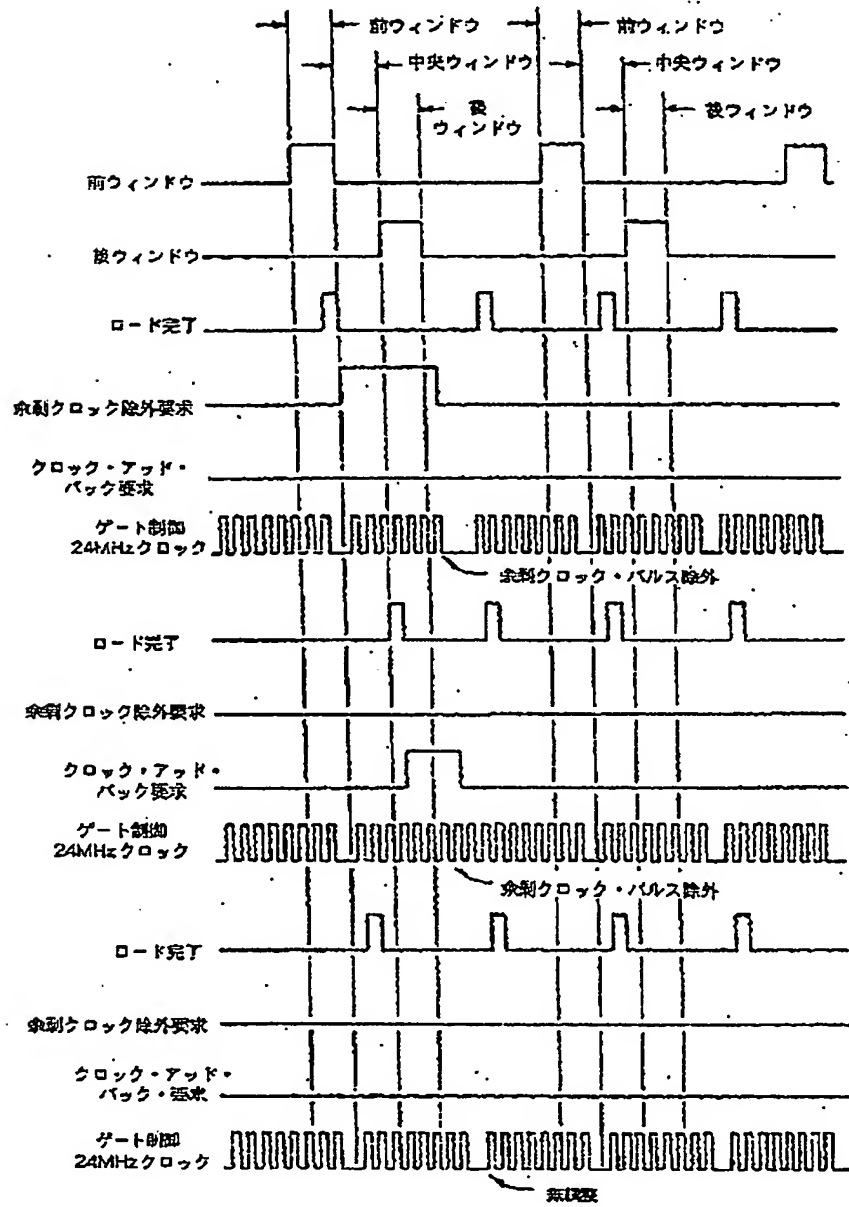 前ウィンドウ 前ウィンドウ
中央ウィンドウ 中央ウィンドウ
後
ウィンドウ
後ウィンドウ
前ウィンドウ
後ウィンドウ
ロード完了
余剰クロック除外要求
クロック・アッド・
バック要求
ゲート制御
24MHzクロック
余剰クロック・パルス除外
ロード完了
余剰クロック除外要求
クロック・アッド・
バック要求
ゲート制御
24MHzクロック
余剰クロック・パルス除外
ロード完了
余剰クロック除外要求
クロック・アッド・
バック・要求
ゲート制御
24MHzクロック
無調整